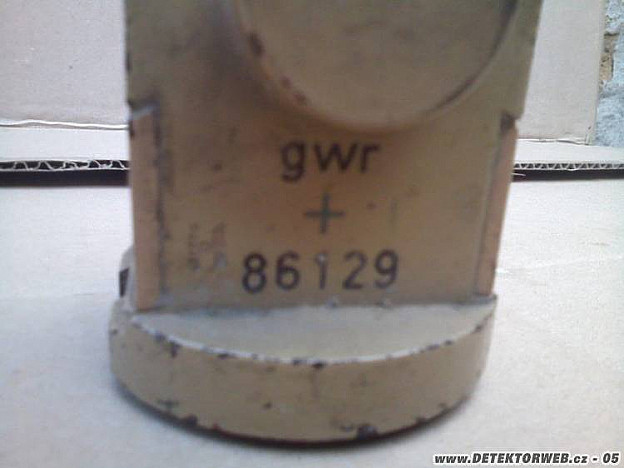 gwr
+
86129
www.DETEKTORWEB.cz - 05